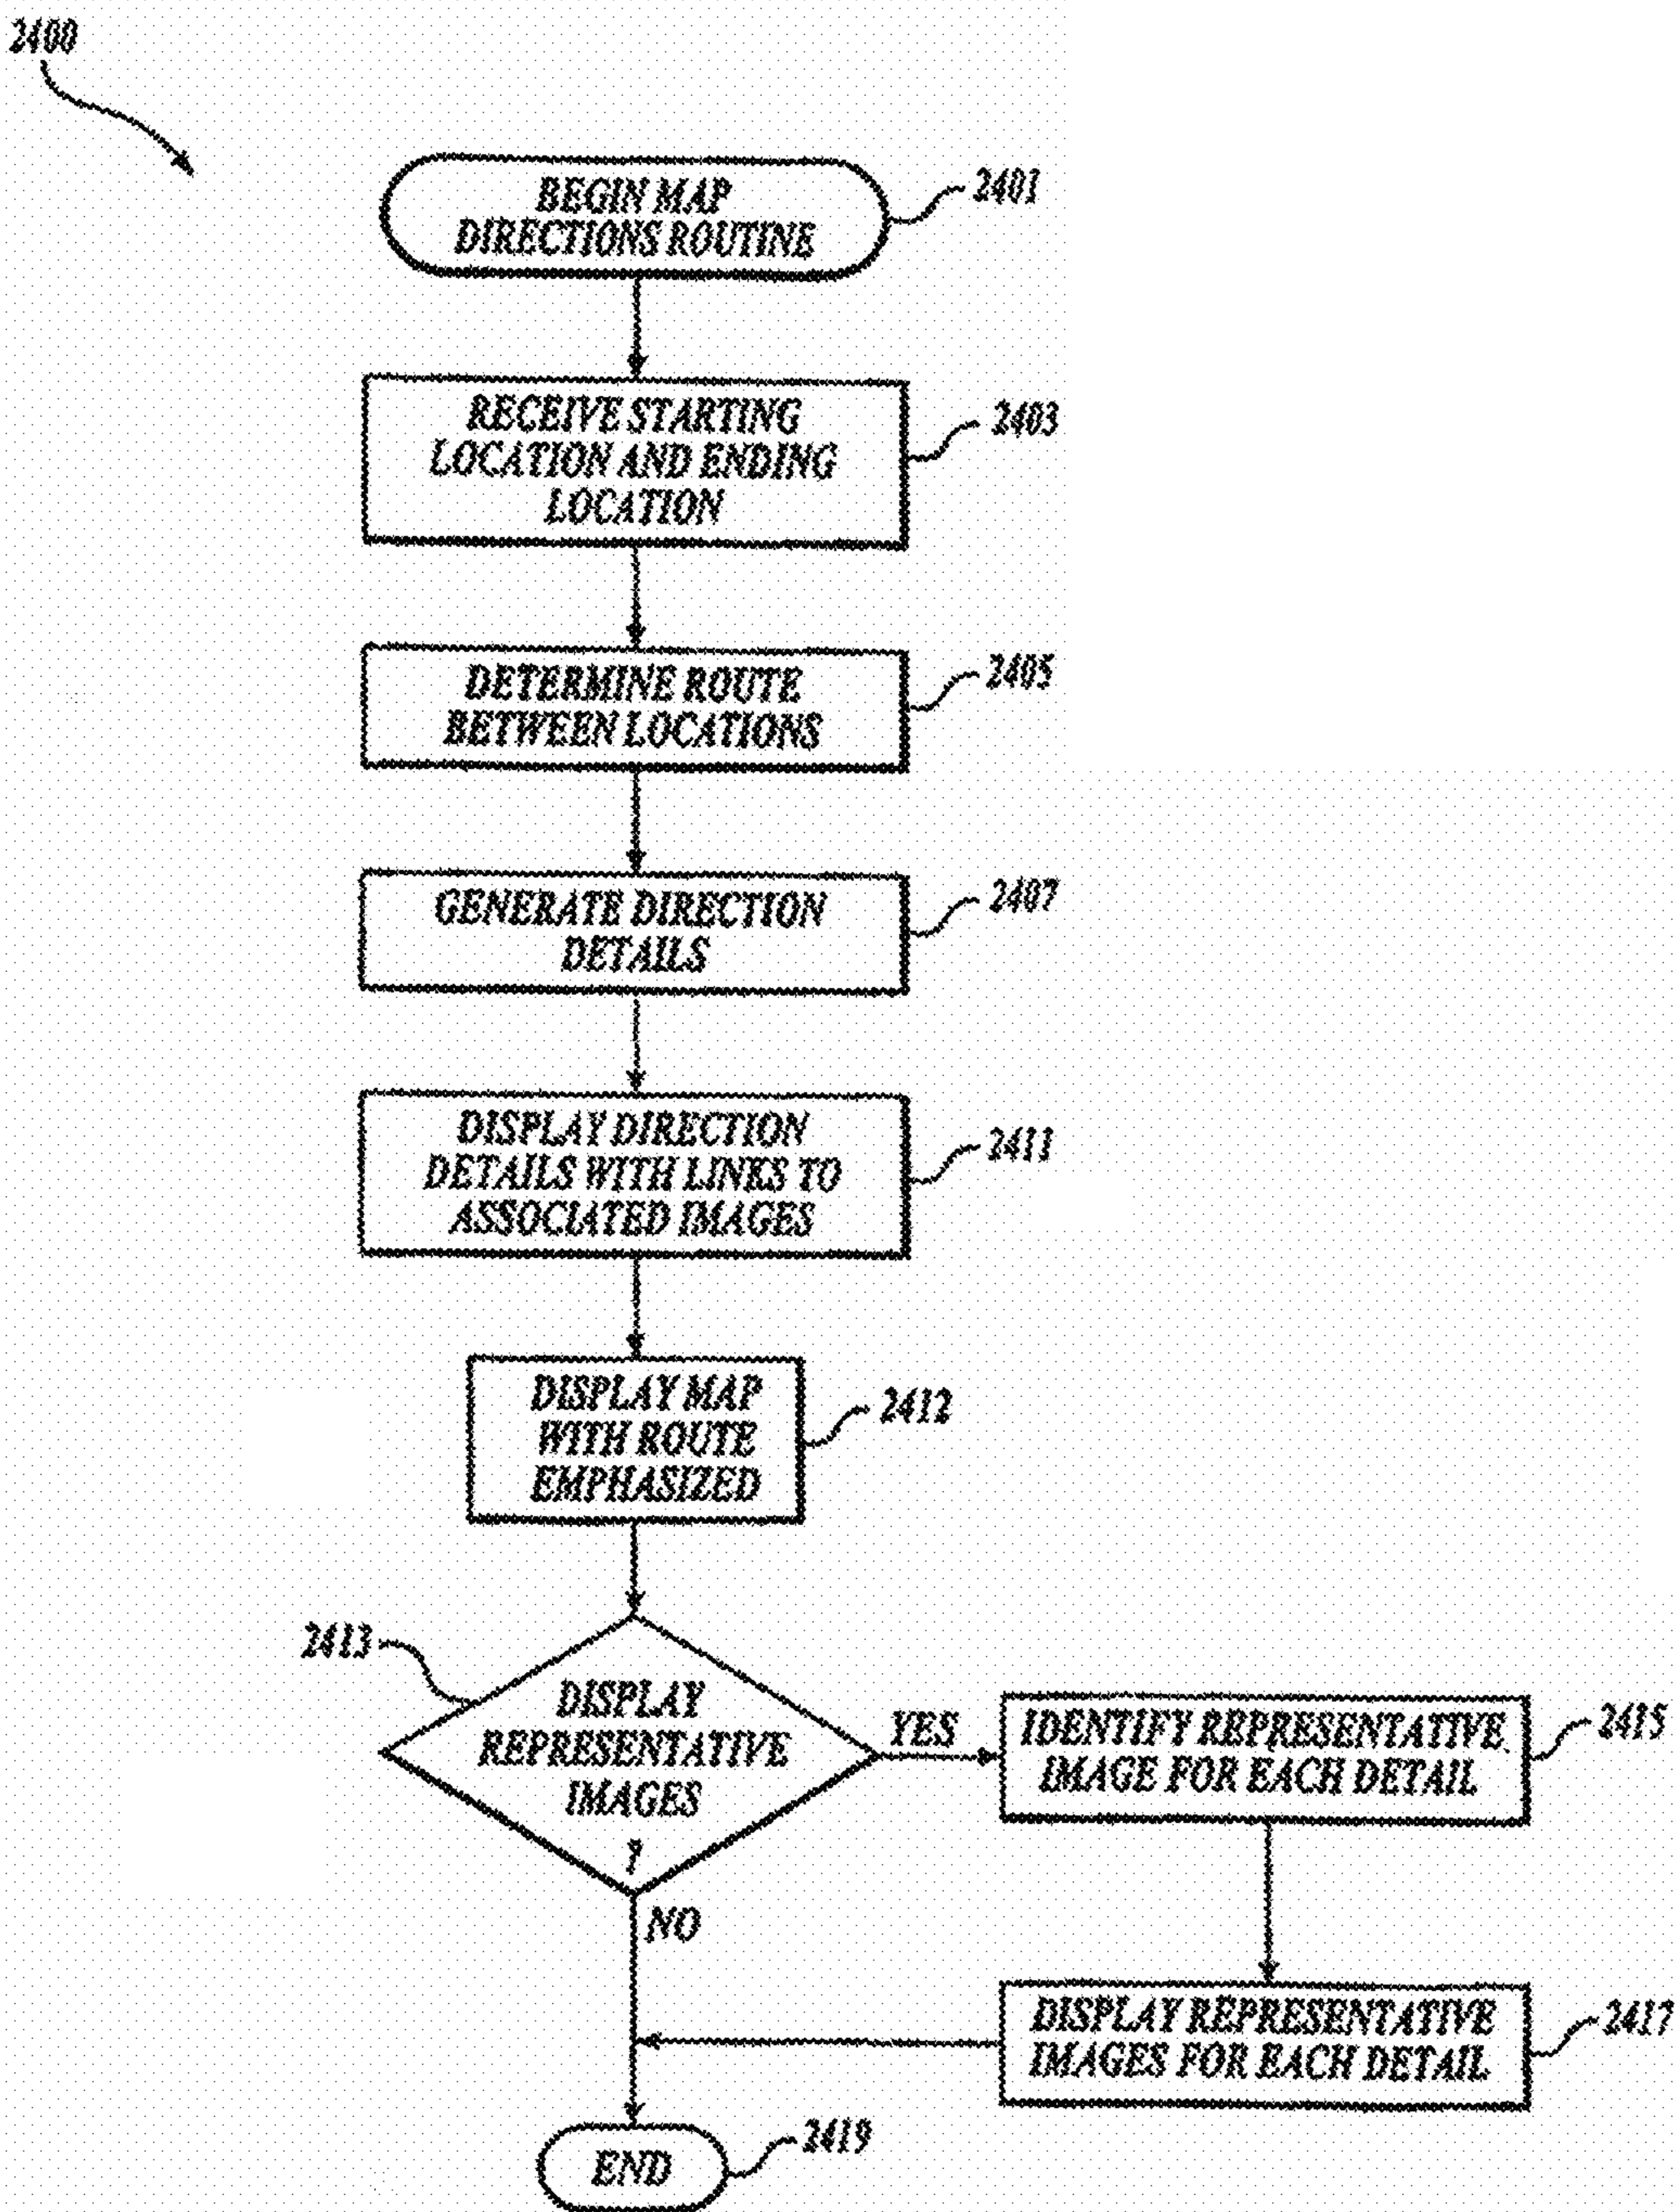 2400
BEGIN MAP
DIRECTIONS ROUTINE
2401
RECEIVE STARTING
LOCATION AND ENDING
LOCATION
2403
DETERMINE ROUTE
BETWEEN LOCATIONS
2405
GENERATE DIRECTION
DETAILS
2407
DISPLAY DIRECTION
DETAILS WITH LINKS TO
ASSOCIATED IMAGES
2411
DISPLAY MAP
WITH ROUTE
EMPHASIZED
2412
2413
DISPLAY
REPRESENTATIVE
IMAGES
?
YES
IDENTIFY REPRESENTATIVE
IMAGE FOR EACH DETAIL
2415
NO
DISPLAY REPRESENTATIVE
IMAGES FOR EACH DETAIL
2417
END
2419